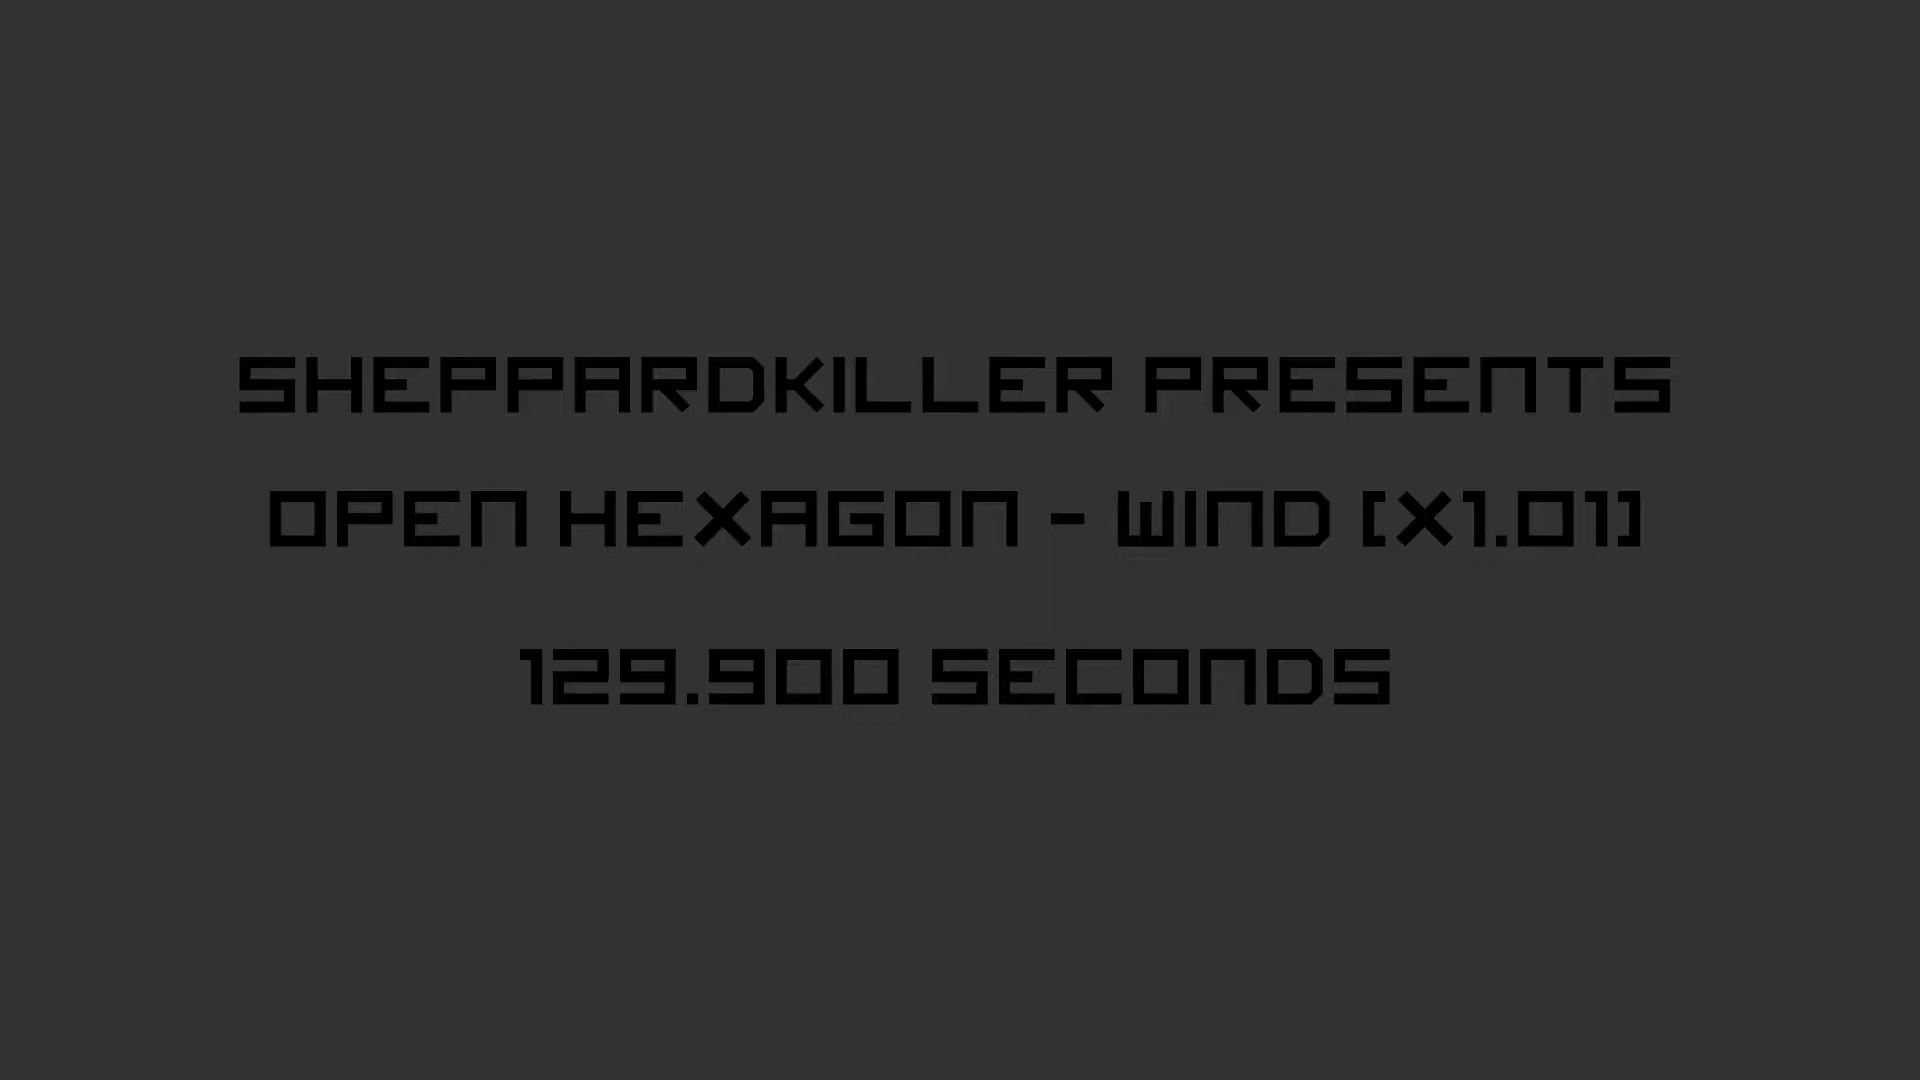 SHEPPARDKILLER PRESENTS
OPEN HEXAGON - WIND [X1.01]
129.900 SECONDS